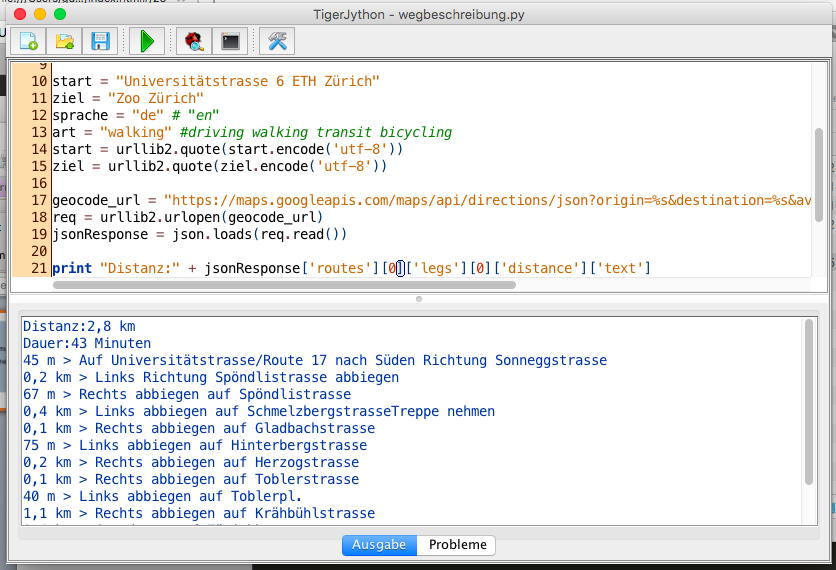 TigerJython - wegbeschreibung.py
9
10 start = "Universitätstrasse 6 ETH Zürich"
11 ziel = "Zoo Zürich"
12 sprache = "de" # "en"
13 art = "walking" #driving walking transit bicycling
14 start = urllib2.quote(start.encode('utf-8'))
15 ziel = urllib2.quote(ziel.encode('utf-8'))
16
17 geocode_url = "https://maps.googleapis.com/maps/api/directions/json?origin=%s&destination=%s&av
18 req = urllib2.urlopen(geocode_url)
19 jsonResponse = json.loads(req.read())
20
21 print "Distanz:" + jsonResponse['routes'][0]['legs'][0]['distance']['text']
Distanz:2,8 km
Dauer:43 Minuten
45 m > Auf Universitätstrasse/Route 17 nach Süden Richtung Sonneggstrasse
0,2 km > Links Richtung Spöndlistrasse abbiegen
67 m > Rechts abbiegen auf Spöndlistrasse
0,4 km > Links abbiegen auf SchmelzbergstrasseTreppe nehmen
0,1 km > Rechts abbiegen auf Gladbachstrasse
75 m > Links abbiegen auf Hinterbergstrasse
0,2 km > Rechts abbiegen auf Herzogstrasse
0,1 km > Rechts abbiegen auf Toblerstrasse
40 m > Links abbiegen auf Toblerpl.
1,1 km > Rechts abbiegen auf Krähbühlstrasse
Ausgabe Probleme